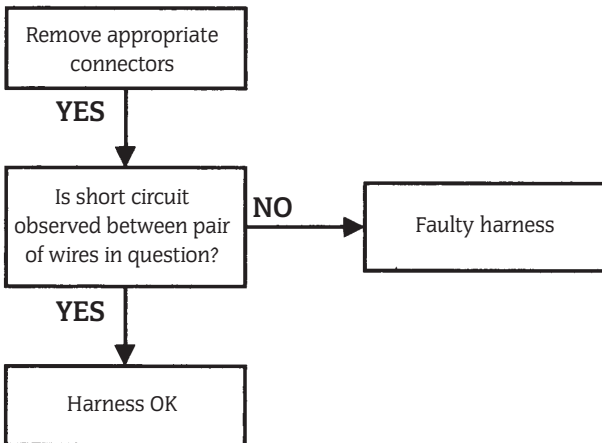 Remove appropriate
connectors
YES
Is short circuit
observed between pair
of wires in question?
NO
Faulty harness
YES
Harness OK